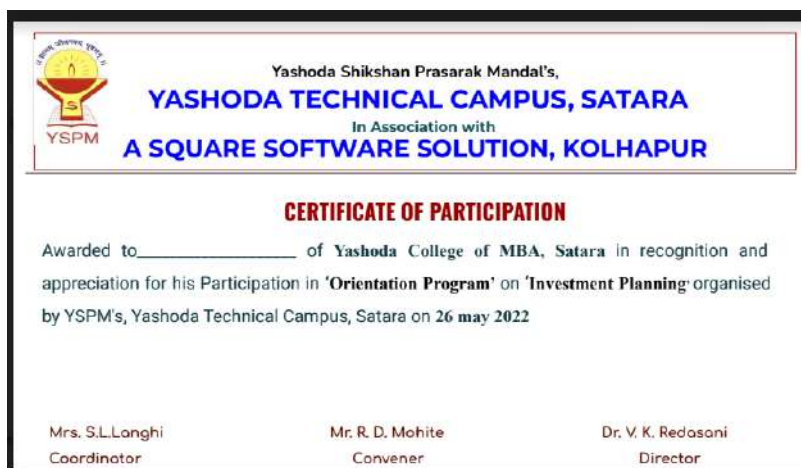 Yashoda Shikshan Prasarak Mandal's,
YASHODA TECHNICAL CAMPUS, SATARA
In Association with
A SQUARE SOFTWARE SOLUTION, KOLHAPUR
YSPM
CERTIFICATE OF PARTICIPATION
Awarded to___________________ of Yashoda College of MBA, Satara in recognition and
appreciation for his Participation in 'Orientation Program' on 'Investment Planning' organised
by YSPM's, Yashoda Technical Campus, Satara on 26 may 2022
Mrs. S.L.Langhi Mr. R. D. Mohite Dr. V. K. Redasani
Coordinator Convener Director